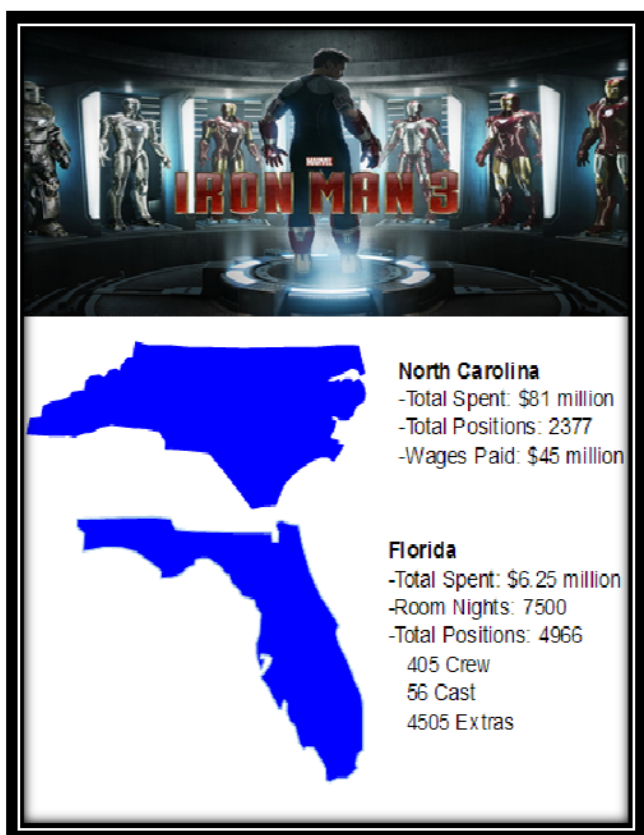 MARVEL
IRON MAN 3
North Carolina
-Total Spent: $81 million
-Total Positions: 2377
-Wages Paid: $45 million
Florida
-Total Spent: $6.25 million
-Room Nights: 7500
-Total Positions: 4966
405 Crew
56 Cast
4505 Extras